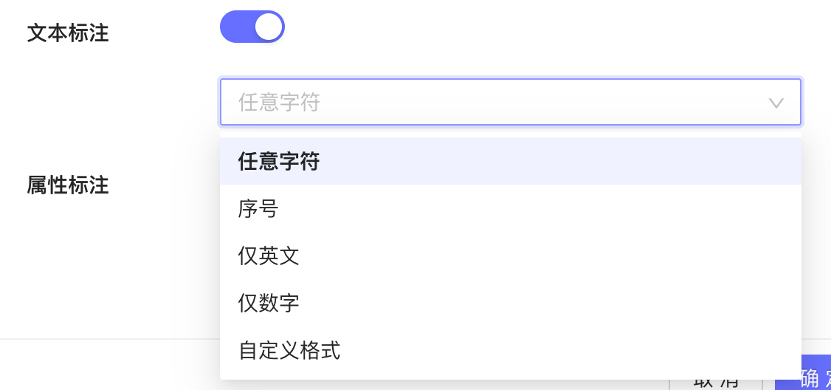 文本标注
任意字符
任意字符
属性标注
序号
仅英文
仅数字
自定义格式